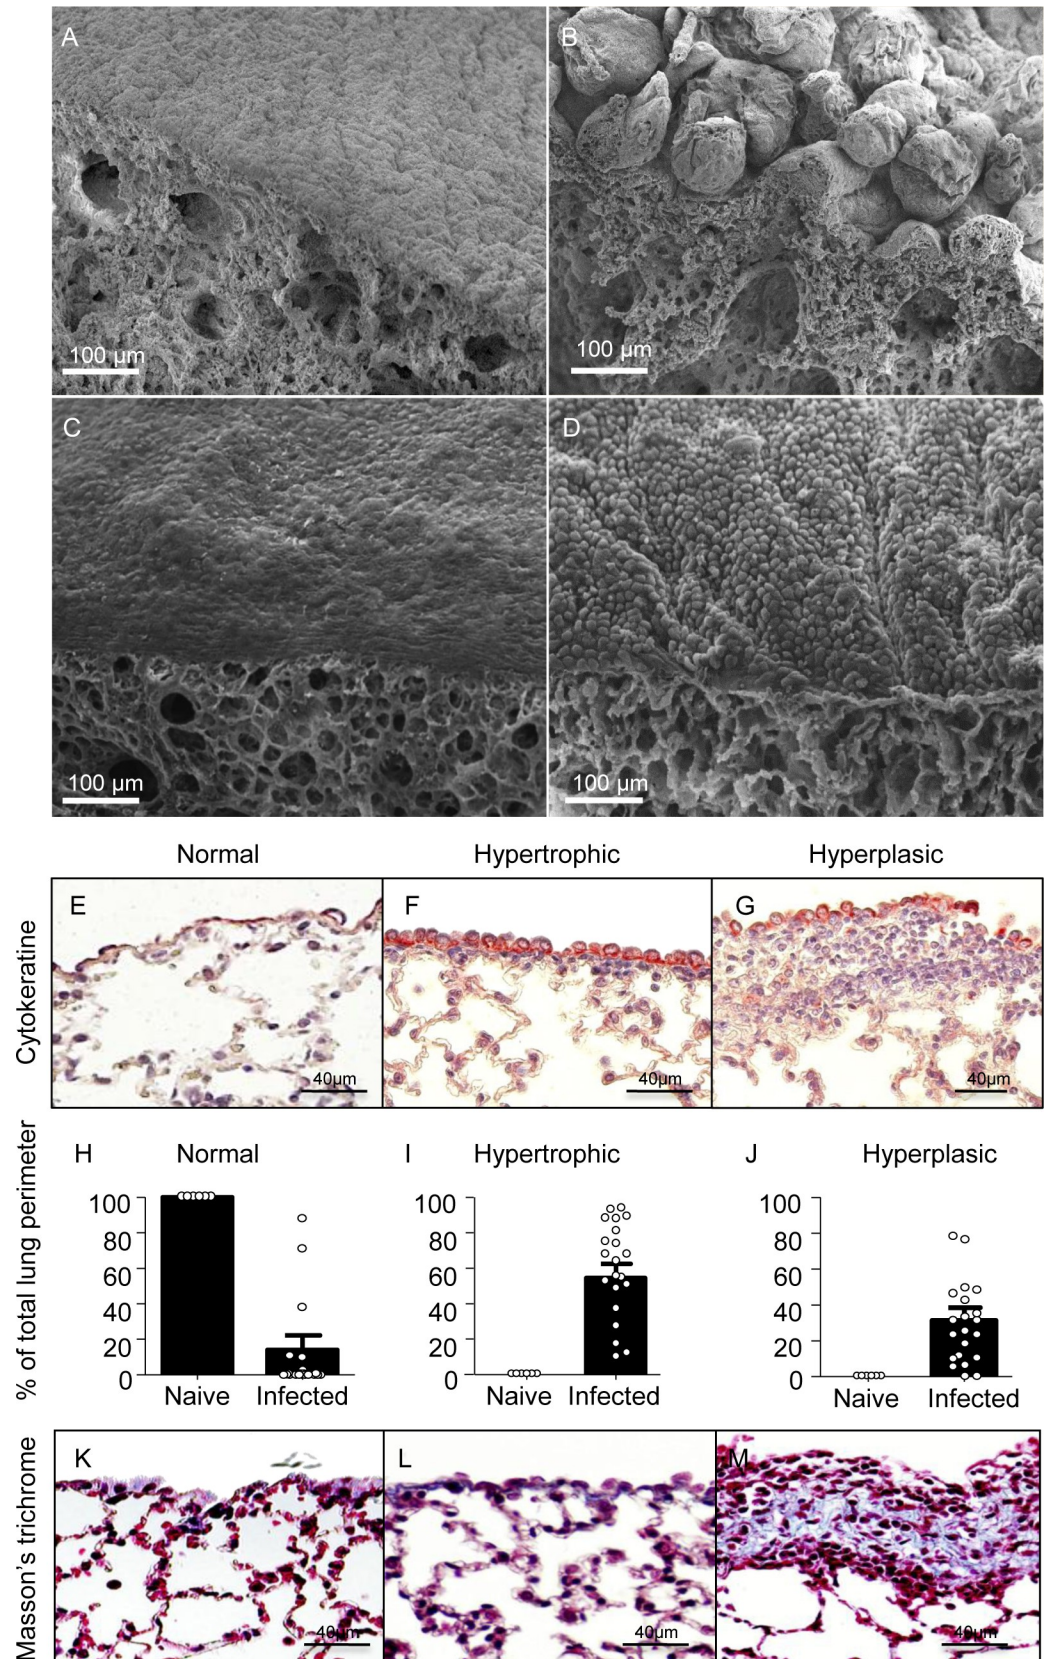 A
B
100 µm
100 µm
C
D
100 µm
100 µm
Normal
Hypertrophic
Hyperplasic
Cytokeratine
E
F
G
40µm
40µm
40µm
% of total lung perimeter
H
Normal
I
Hypertrophic
J
Hyperplasic
100
80
60
40
20
0
Naive
Infected
100
80
60
40
20
0
Naive
Infected
100
80
60
40
20
0
Naive
Infected
Masson's trichrome
K
L
M
40µm
40µm
40µm